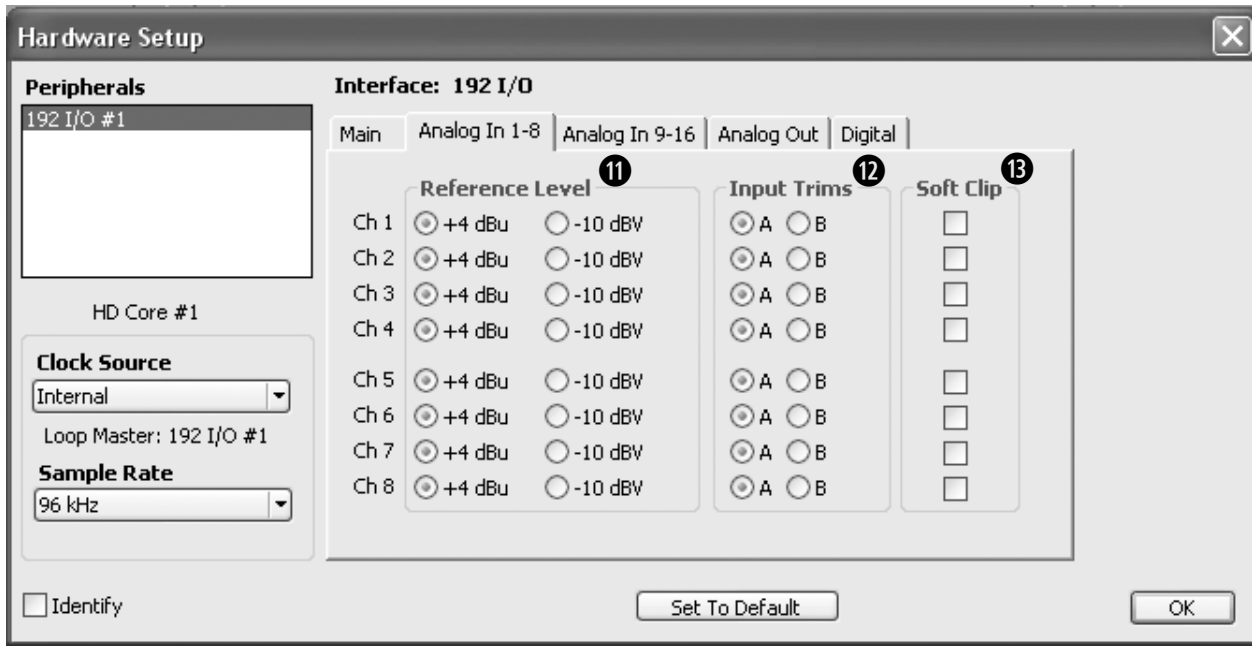 Hardware Setup
Peripherals
192 I/O #1
HD Core #1
Clock Source
Internal
Loop Master: 192 I/O #1
Sample Rate
96 kHz
Identify
Interface: 192 I/O
Main Analog In 1-8 Analog In 9-16 Analog Out Digital
11 12 13
Reference Level Input Trims Soft Clip
Ch 1 +4 dBu -10 dBV A B
Ch 2 +4 dBu -10 dBV A B
Ch 3 +4 dBu -10 dBV A B
Ch 4 +4 dBu -10 dBV A B
Ch 5 +4 dBu -10 dBV A B
Ch 6 +4 dBu -10 dBV A B
Ch 7 +4 dBu -10 dBV A B
Ch 8 +4 dBu -10 dBV A B
Set To Default
OK